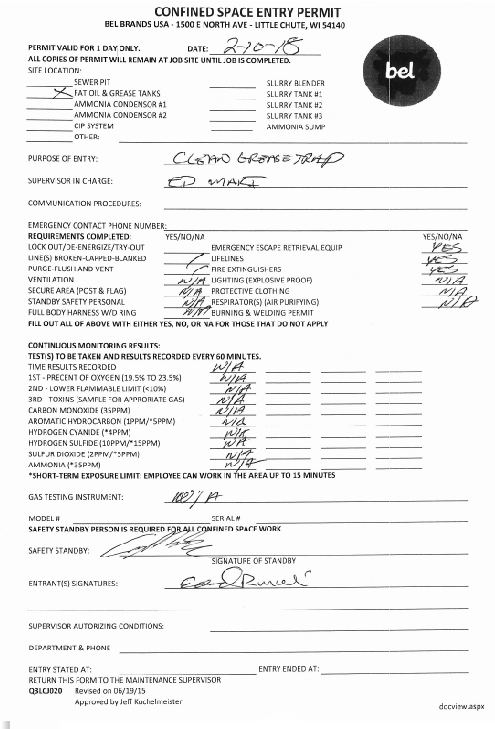 CONFINED SPACE ENTRY PERMIT
BEL BRANDS USA - 1500 E NORTH AVE - LITTLE CHUTE, WI 54140
PERMIT VALID FOR 1 DAY ONLY. DATE: 2-10-18
ALL COPIES OF PERMIT WILL REMAIN AT JOB SITE UNTIL JOB IS COMPLETED.
bel
SITE LOCATION:
SEWER PIT SLURRY BLENDER
X FAT OIL & GREASE TANKS SLURRY TANK #1
AMMONIA CONDENSOR #1 SLURRY TANK #2
AMMONIA CONDENSOR #2 SLURRY TANK #3
CIP SYSTEM AMMONIA SUMP
OTHER:
PURPOSE OF ENTRY: CLEAN GREASE TRAP
SUPERVISOR IN CHARGE: ED MAKI
COMMUNICATION PROCEDURES:
EMERGENCY CONTACT PHONE NUMBER:
REQUIREMENTS COMPLETED: YES/NO/NA YES/NO/NA
LOCK OUT/DE-ENERGIZE/TRY-OUT EMERGENCY ESCAPE RETRIEVAL EQUIP YES
LINE(S) BROKEN-CAPPED-BLANKED LIFELINES YES
PURGE-FLUSH AND VENT FIRE EXTINGUISHERS YES
VENTILATION N/A LIGHTING (EXPLOSIVE PROOF) N/A
SECURE AREA (POST & FLAG) N/A PROTECTIVE CLOTHING N/A
STANDBY SAFETY PERSONAL N/A RESPIRATOR(S) (AIR PURIFYING) N/A
FULL BODY HARNESS W/D RING N/A BURNING & WELDING PERMIT
FILL OUT ALL OF ABOVE WITH EITHER YES, NO, OR NA FOR THOSE THAT DO NOT APPLY
CONTINUOUS MONITORING RESULTS:
TEST(S) TO BE TAKEN AND RESULTS RECORDED EVERY 60 MINUTES.
TIME RESULTS RECORDED N/A
1ST - PRECENT OF OXYGEN (19.5% TO 23.5%) N/A
2ND - LOWER FLAMMABLE LIMIT (<10%) N/A
3RD - TOXINS (SAMPLE FOR APPRORIATE GAS) N/A
CARBON MONOXIDE (35PPM) N/A
AROMATIC HYDROCARBON (1PPM/*5PPM) N/A
HYDROGEN CYANIDE (*4PPM) N/A
HYDROGEN SULFIDE (10PPM/*15PPM) N/A
SULFUR DIOXIDE (2PPM/*5PPM) N/A
AMMONIA (*35PPM) N/A
*SHORT-TERM EXPOSURE LIMIT: EMPLOYEE CAN WORK IN THE AREA UP TO 15 MINUTES
GAS TESTING INSTRUMENT:
MODEL # SERIAL#
SAFETY STANDBY PERSON IS REQUIRED FOR ALL CONFINED SPACE WORK
SAFETY STANDBY:
SIGNATURE OF STANDBY
ENTRANT(S) SIGNATURES:
SUPERVISOR AUTORIZING CONDITIONS:
DEPARTMENT & PHONE
ENTRY STATED AT: ENTRY ENDED AT:
RETURN THIS FORM TO THE MAINTENANCE SUPERVISOR
Q3LCJ020 Revised on 06/19/15
Approved by Jeff Kuchelmeister
dccview.aspx